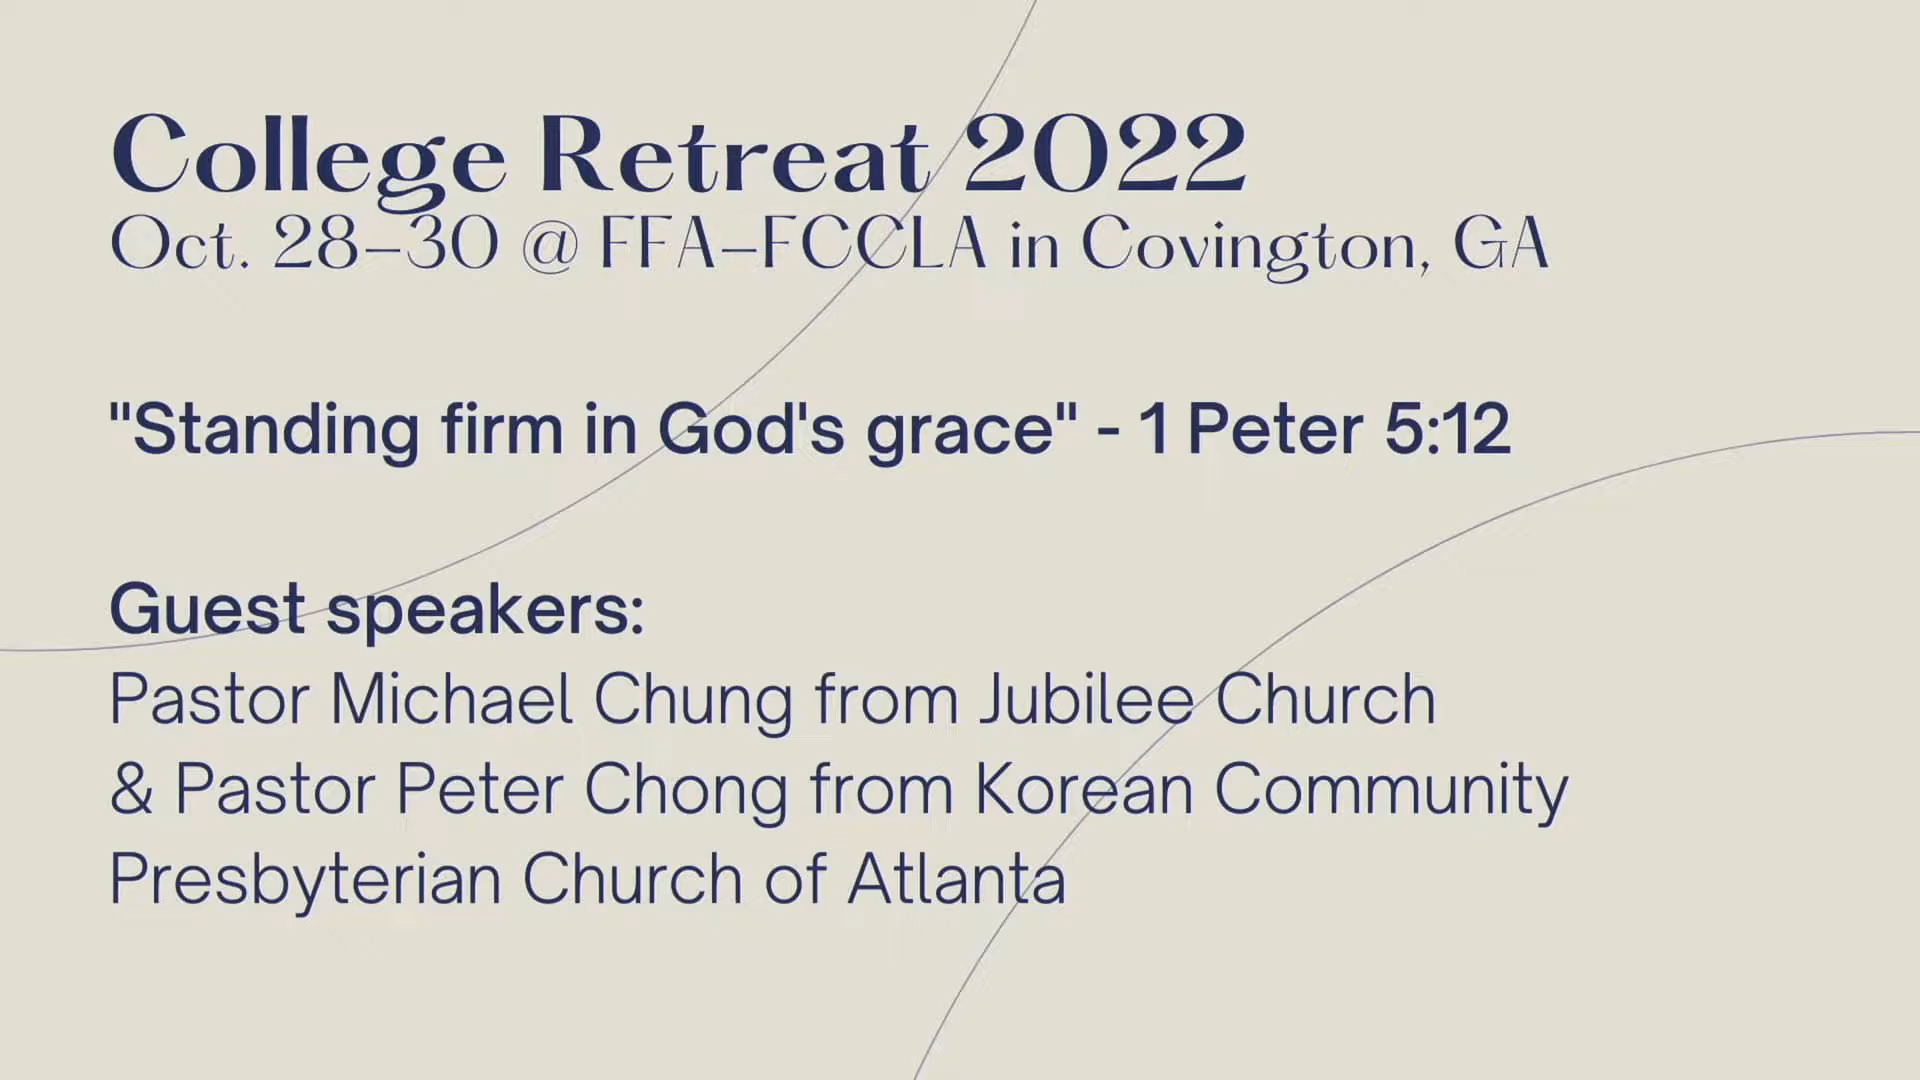 College Retreat 2022
Oct. 28-30 @ FFA-FCCLA in Covington, GA
"Standing firm in God's grace" - 1 Peter 5:12
Guest speakers:
Pastor Michael Chung from Jubilee Church
& Pastor Peter Chong from Korean Community
Presbyterian Church of Atlanta